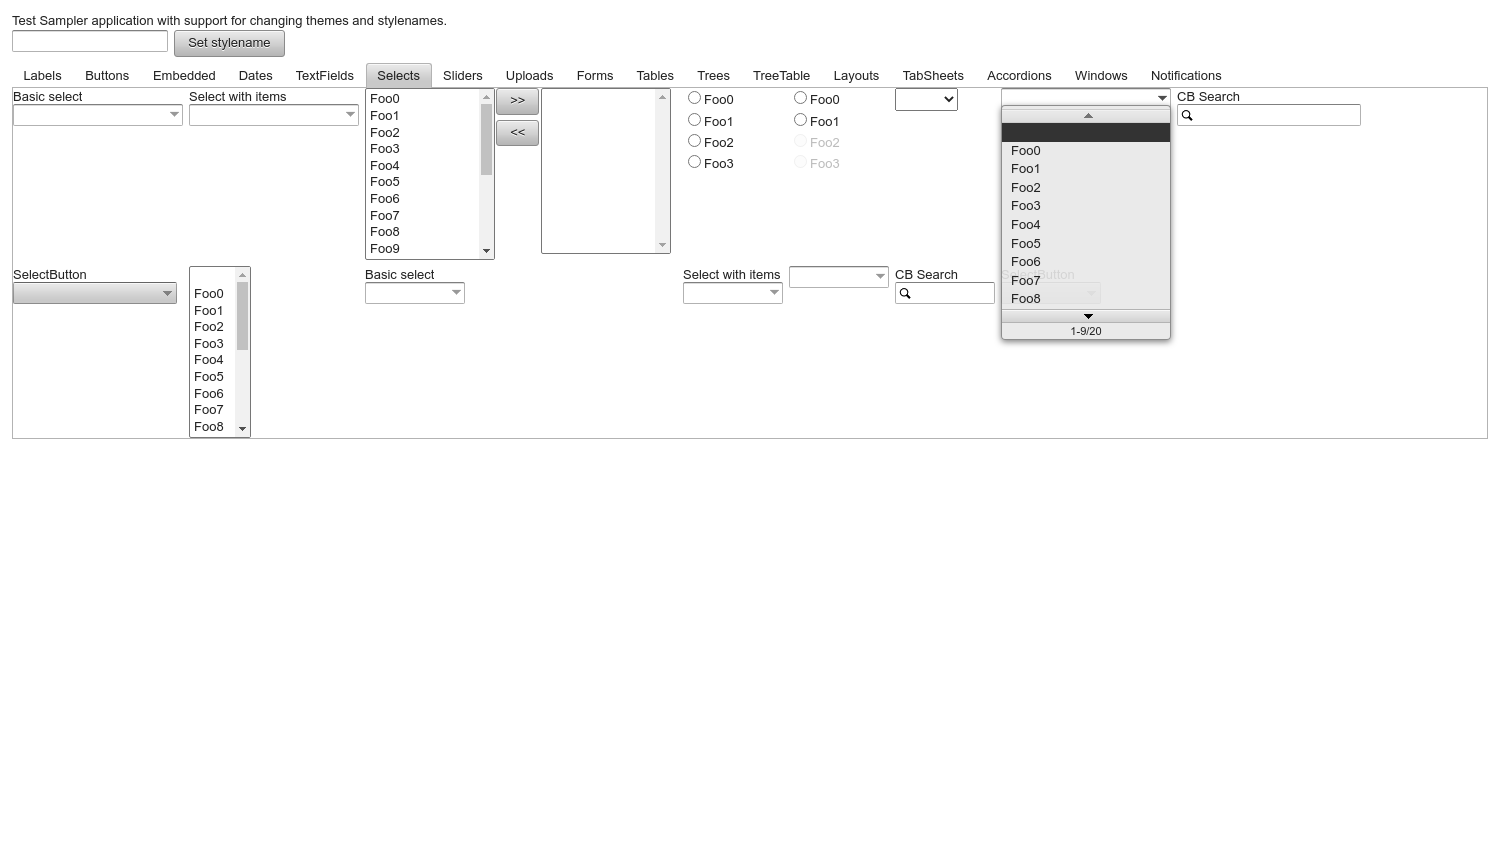 Test Sampler application with support for changing themes and stylenames.
Set stylename
Labels Buttons Embedded Dates TextFields Selects Sliders Uploads Forms Tables Trees TreeTable Layouts TabSheets Accordions Windows Notifications
Basic select
Select with items
Foo0
Foo1
Foo2
Foo3
Foo4
Foo5
Foo6
Foo7
Foo8
Foo9
>>
<<
Foo0
Foo1
Foo2
Foo3
Foo0
Foo1
Foo2
Foo3
Foo0
Foo1
Foo2
Foo3
Foo4
Foo5
Foo6
Foo7
Foo8
1-9/20
CB Search
SelectButton
Foo0
Foo1
Foo2
Foo3
Foo4
Foo5
Foo6
Foo7
Foo8
Basic select
Select with items
CB Search
SelectButton